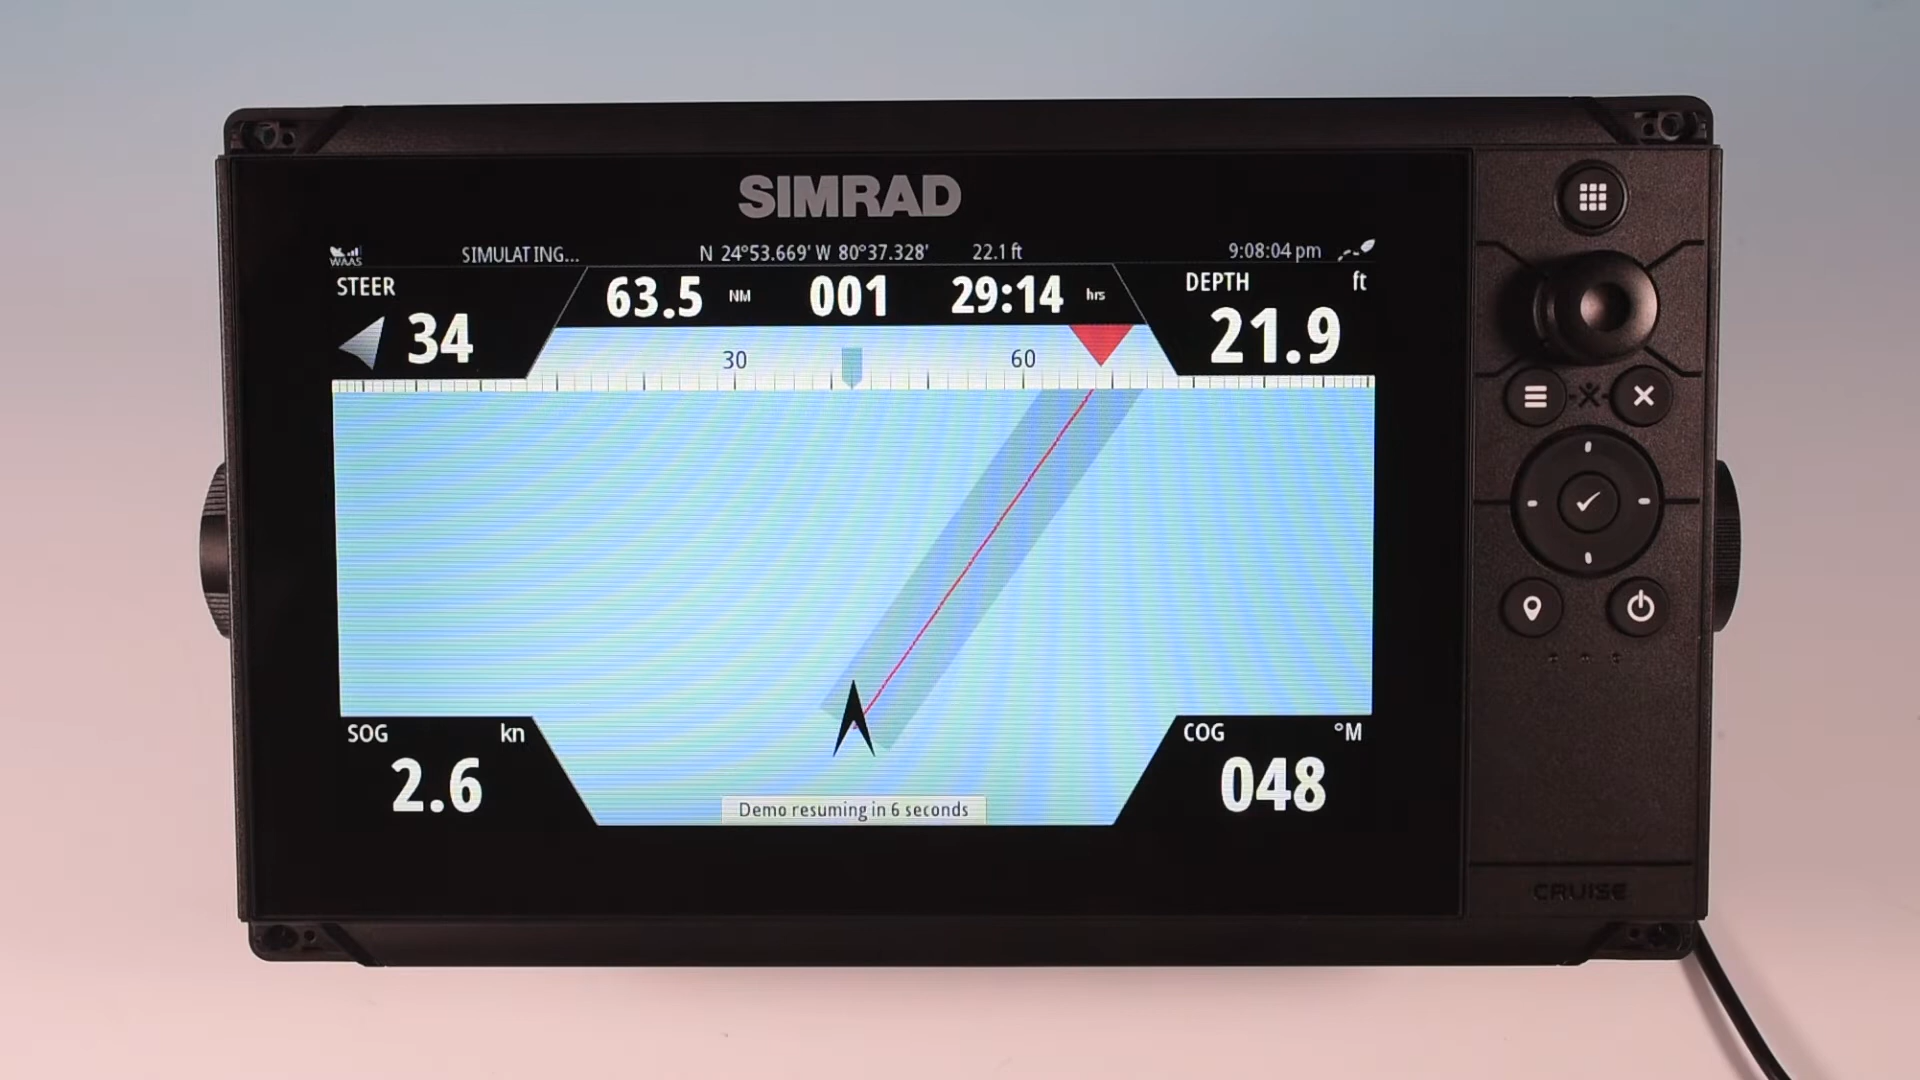 SIMRAD
WAAS SIMULATING... N 24°53.669' W 80°37.328' 22.1 ft 9:08:04 pm
STEER 63.5 NM 001 29:14 hrs DEPTH ft
34 30 60 21.9
SOG kn COG °M
2.6 048
Demo resuming in 6 seconds
CRUISE